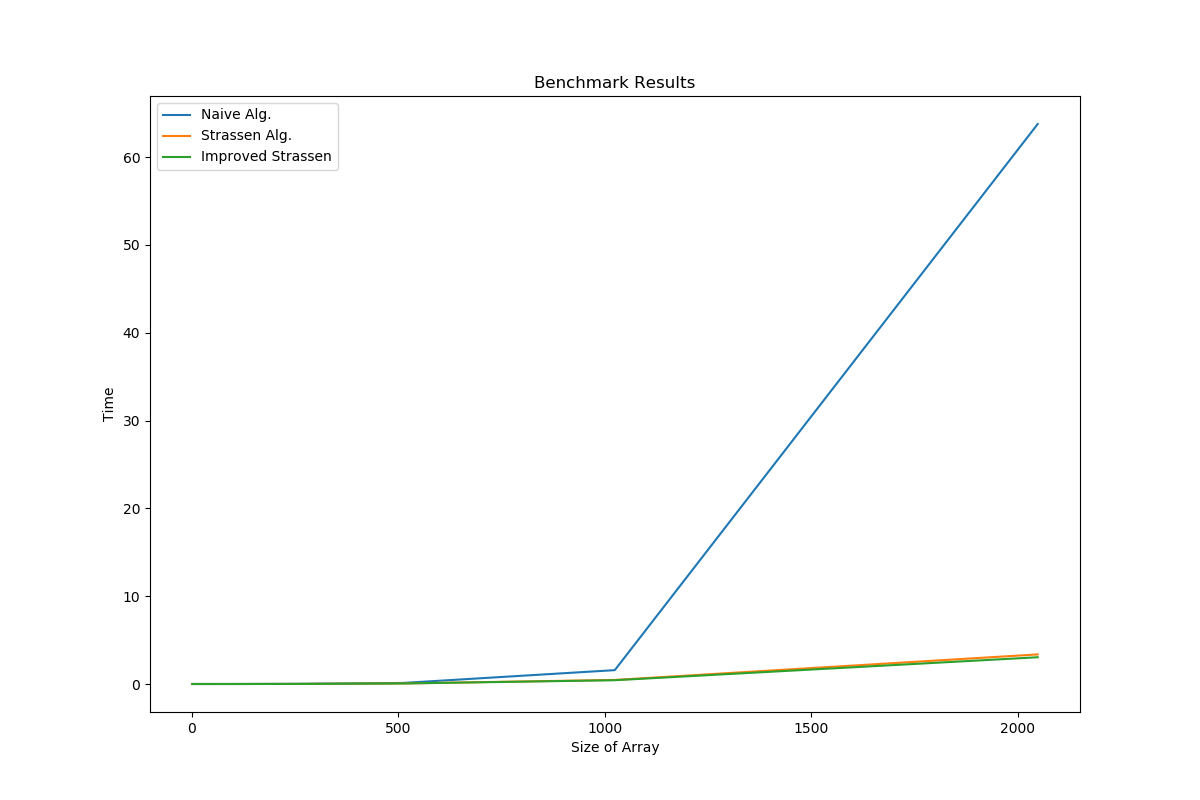 Benchmark Results
Naive Alg.
Strassen Alg.
Improved Strassen
60
50
40
30
20
10
0
Time
0 500 1000 1500 2000
Size of Array